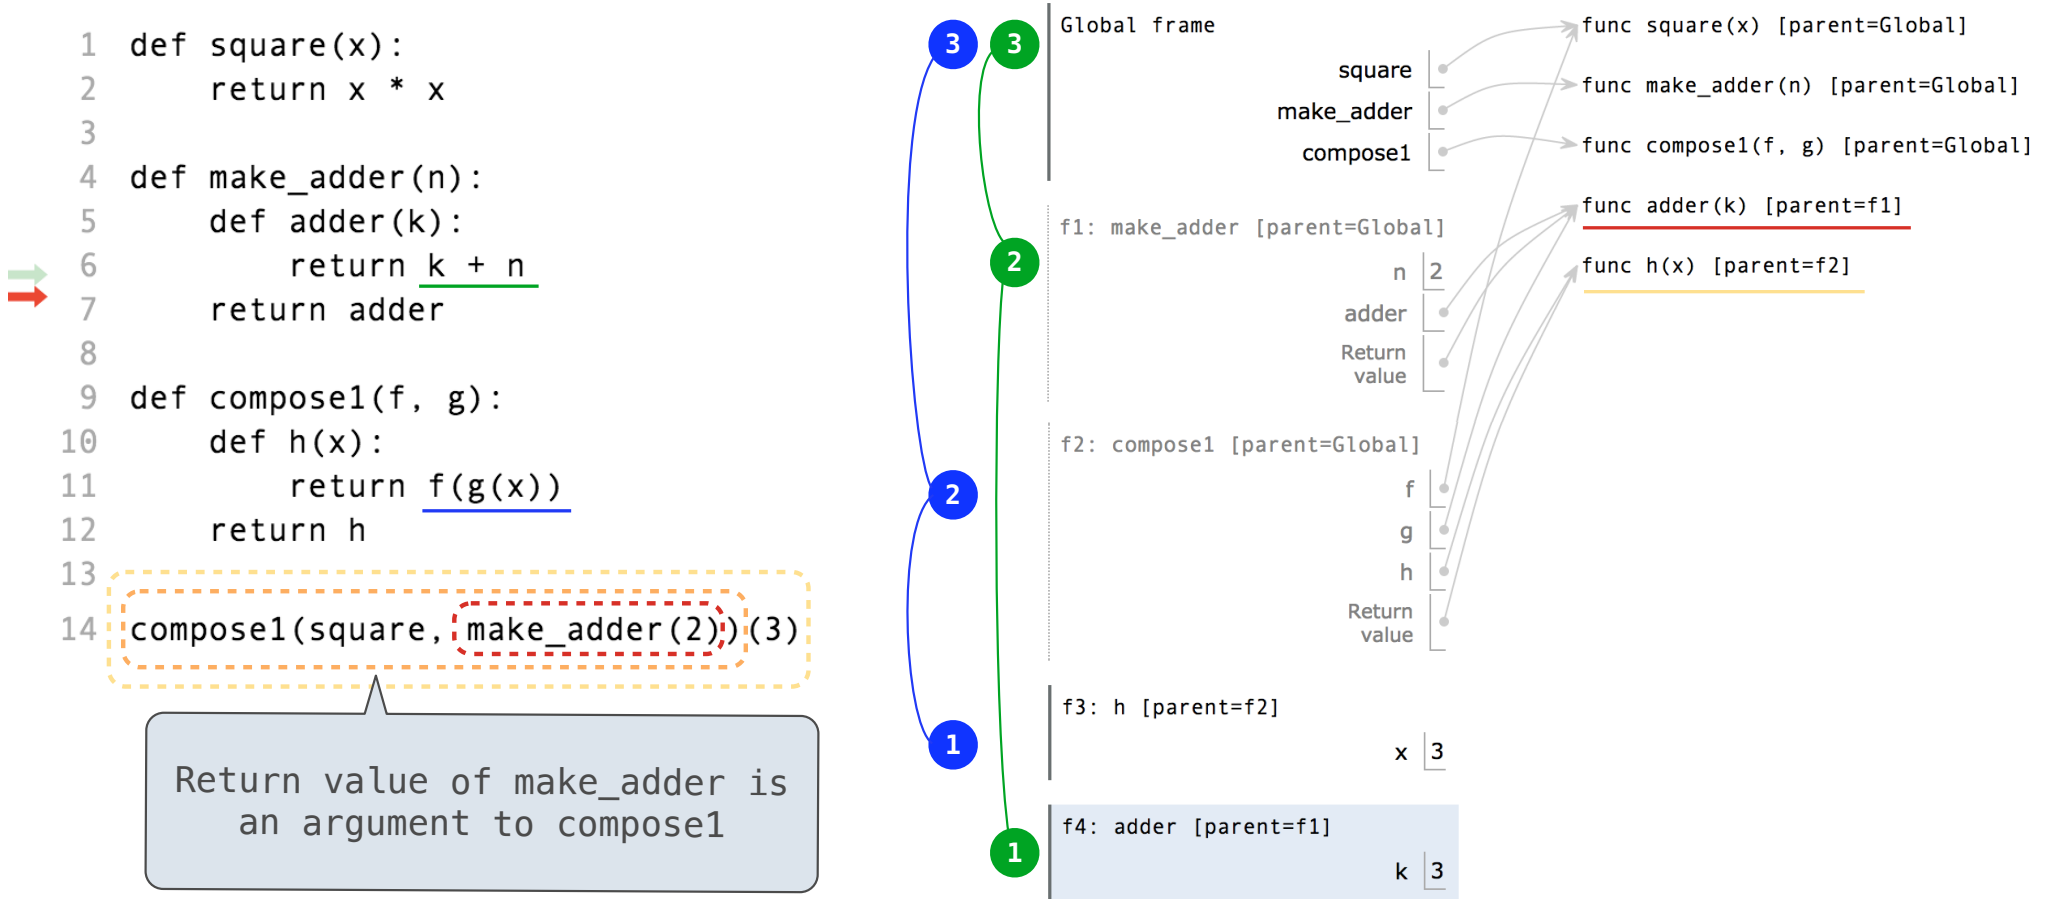 1 def square(x):
2 return x * x
3
4 def make_adder(n):
5 def adder(k):
6 return k + n
7 return adder
8
9 def compose1(f, g):
10 def h(x):
11 return f(g(x))
12 return h
13
14 compose1(square, make_adder(2))(3)
Return value of make_adder is
an argument to compose1
3 3
2
2
1
1
Global frame
square
make_adder
compose1
f1: make_adder [parent=Global]
n 2
adder
Return
value
f2: compose1 [parent=Global]
f
g
h
Return
value
f3: h [parent=f2]
x 3
f4: adder [parent=f1]
k 3
func square(x) [parent=Global]
func make_adder(n) [parent=Global]
func compose1(f, g) [parent=Global]
func adder(k) [parent=f1]
func h(x) [parent=f2]